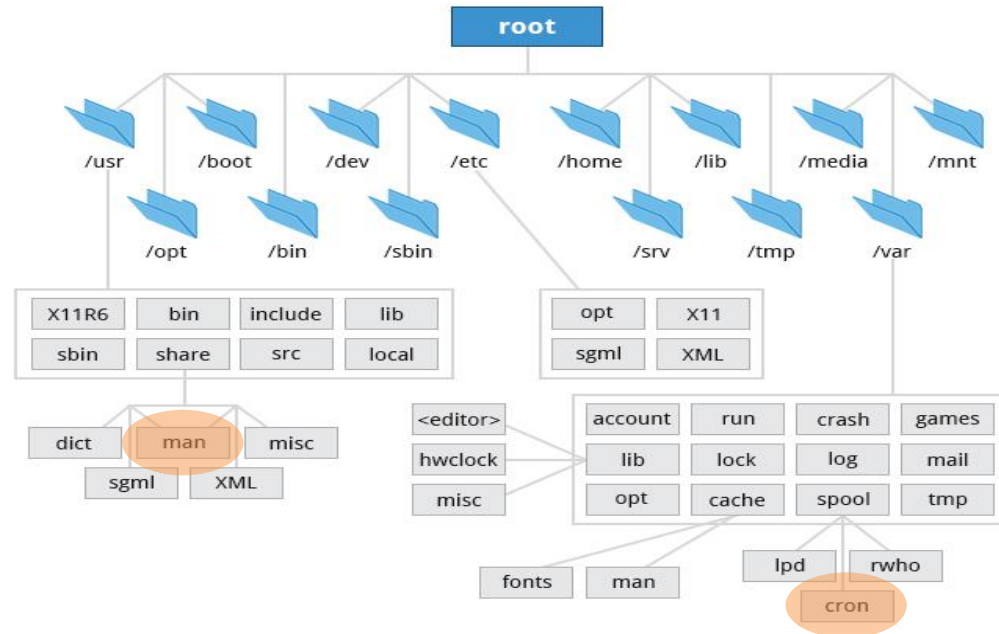 root
/usr
/boot
/dev
/etc
/home
/lib
/media
/mnt
/opt
/bin
/sbin
/srv
/tmp
/var
X11R6 bin include lib
sbin share src local
opt X11
sgml XML
dict man misc
sgml XML
<editor>
hwclock
misc
account run crash games
lib lock log mail
opt cache spool tmp
fonts man
lpd rwho
cron